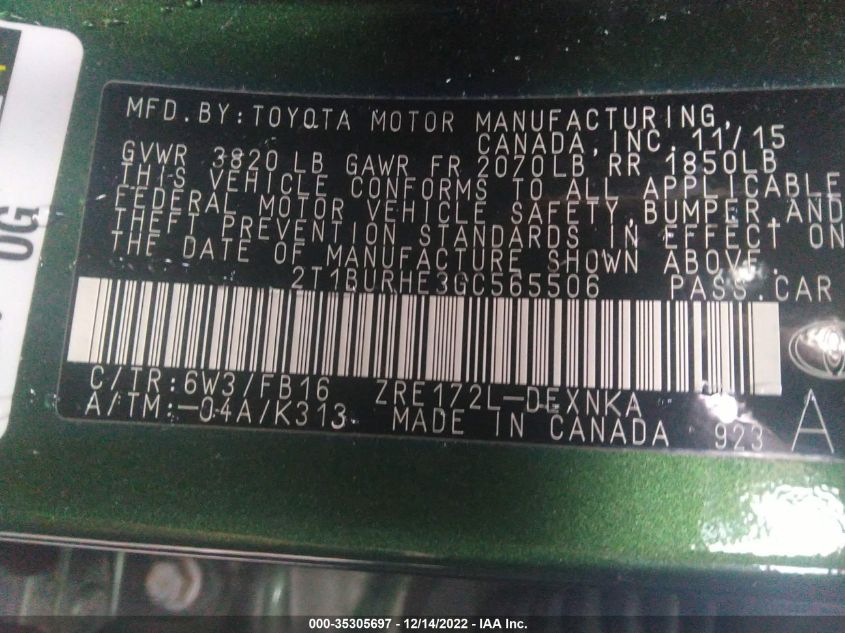 MFD.BY:TOYOTA MOTOR MANUFACTURING,
CANADA,INC.11/15
GVWR 3820 LB GAWR FR 2070LB RR 1850LB
THIS VEHICLE CONFORMS TO ALL APPLICABLE
FEDERAL MOTOR VEHICLE SAFETY,BUMPER,AND
THEFT PREVENTION STANDARDS IN EFFECT ON
THE DATE OF MANUFACTURE SHOWN ABOVE.
2T1BURHE3GC565506 PASS.CAR
C/TR:6W3/FB16 ZRE172L-DEXNKA
A/TM:-04A/K313 MADE IN CANADA 923 A
0G
000-35305697 - 12/14/2022 - IAA Inc.